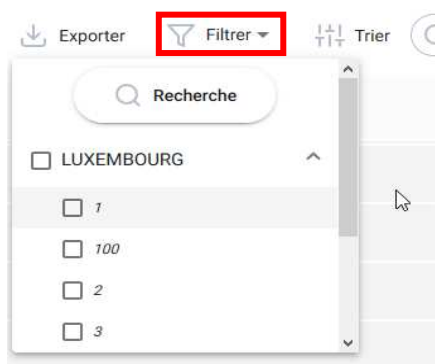 Exporter Filtrer Trier
Recherche
LUXEMBOURG
1
100
2
3